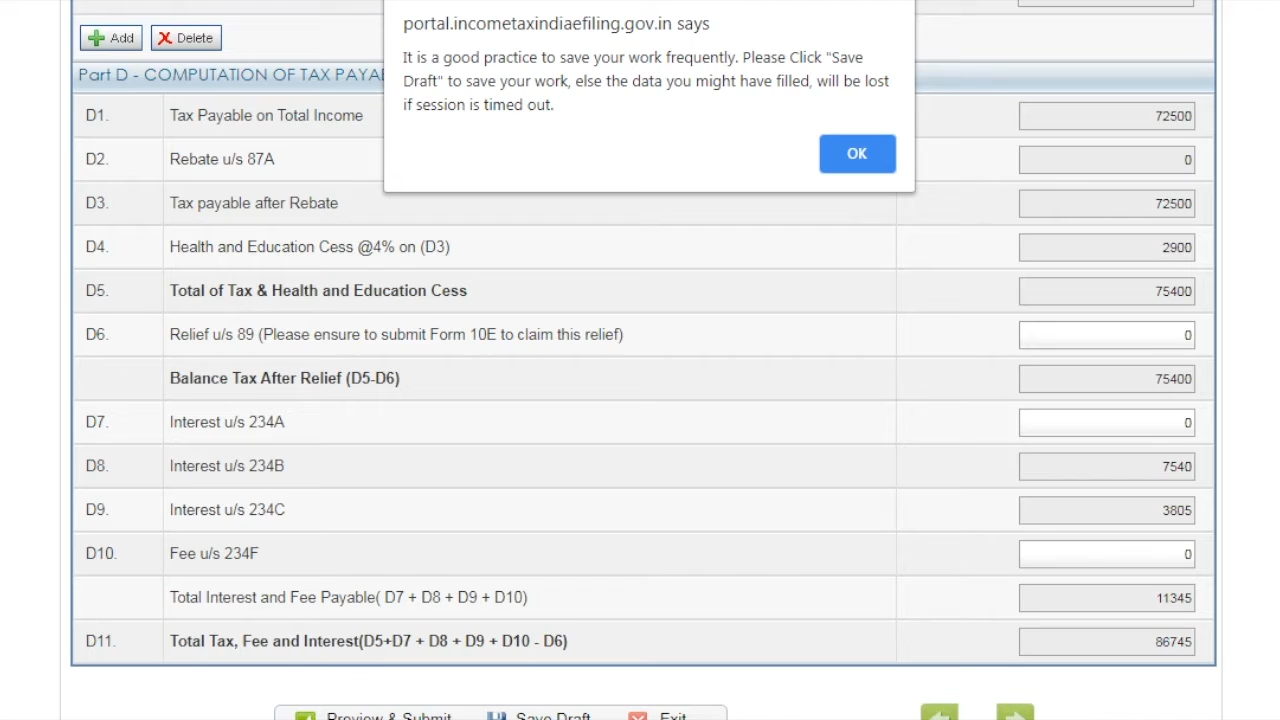 portal.incometaxindiaefiling.gov.in says
It is a good practice to save your work frequently. Please Click "Save
Draft" to save your work, else the data you might have filled, will be lost
if session is timed out.
OK
Add Delete
Part D - COMPUTATION OF TAX PAYA
D1. Tax Payable on Total Income 72500
D2. Rebate u/s 87A 0
D3. Tax payable after Rebate 72500
D4. Health and Education Cess @4% on (D3) 2900
D5. Total of Tax & Health and Education Cess 75400
D6. Relief u/s 89 (Please ensure to submit Form 10E to claim this relief) 0
Balance Tax After Relief (D5-D6) 75400
D7. Interest u/s 234A 0
D8. Interest u/s 234B 7540
D9. Interest u/s 234C 3805
D10. Fee u/s 234F 0
Total Interest and Fee Payable( D7 + D8 + D9 + D10) 11345
D11. Total Tax, Fee and Interest(D5+D7 + D8 + D9 + D10 - D6) 86745
Preview & Submit Save Draft Exit